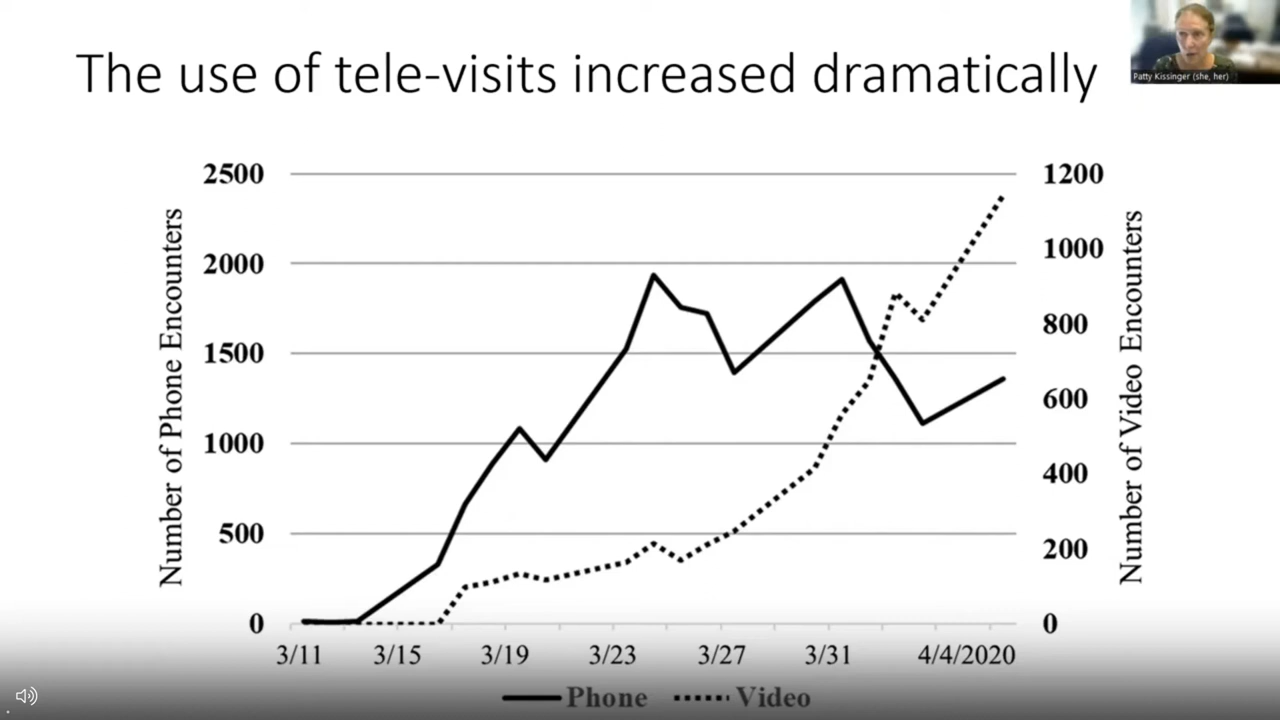 The use of tele-visits increased dramatically
Patty Kissinger (she, her)
Number of Phone Encounters
2500
2000
1500
1000
500
0
1200
1000
800
600
400
200
0
Number of Video Encounters
3/11 3/15 3/19 3/23 3/27 3/31 4/4/2020
Phone Video